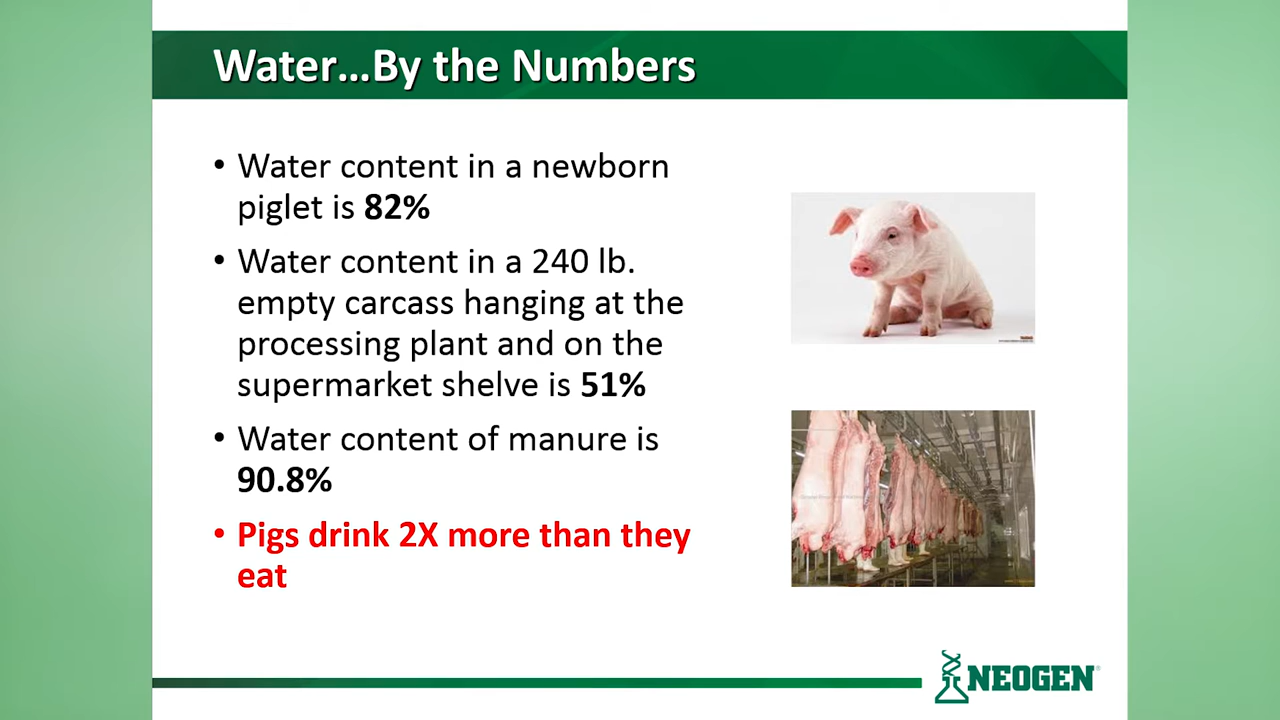 Water...By the Numbers
• Water content in a newborn
piglet is 82%
• Water content in a 240 lb.
empty carcass hanging at the
processing plant and on the
supermarket shelve is 51%
• Water content of manure is
90.8%
• Pigs drink 2X more than they
eat
NEOGEN